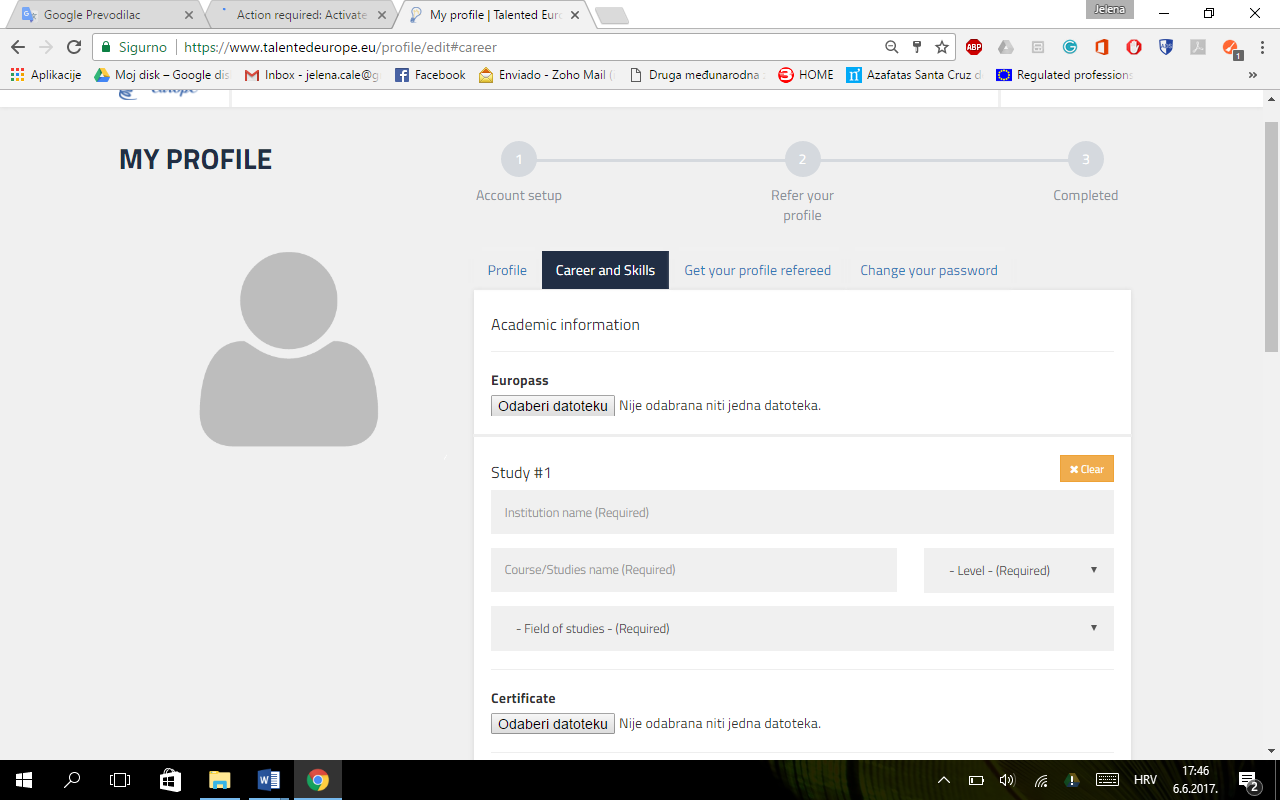 Google Prevodilac
Action required: Activate
My profile | Talented Euro
Jelena
Sigurno
https://www.talentedeurope.eu/profile/edit#career
ABP
1
Aplikacije
Moj disk – Google dis
Inbox - jelena.cale@g
Facebook
Enviado - Zoho Mail (
Druga međunarodna
HOME
Azafatas Santa Cruz d
Regulated professions
»
MY PROFILE
1
2
3
Account setup
Refer your
profile
Completed
Profile
Career and Skills
Get your profile refereed
Change your password
Academic information
Europass
Odaberi datoteku Nije odabrana niti jedna datoteka.
Study #1
Clear
Institution name (Required)
Course/Studies name (Required)
- Level - (Required)
- Field of studies - (Required)
Certificate
Odaberi datoteku Nije odabrana niti jedna datoteka.
HRV
17:46
6.6.2017.
2